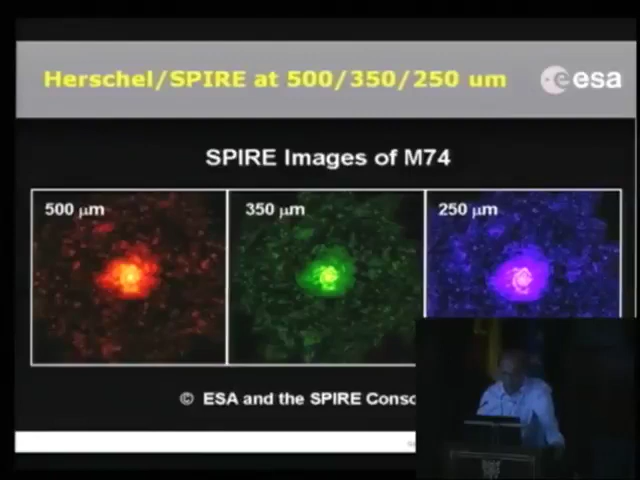 Herschel/SPIRE at 500/350/250 um
esa
SPIRE Images of M74
500 μm
350 μm
250 μm
© ESA and the SPIRE